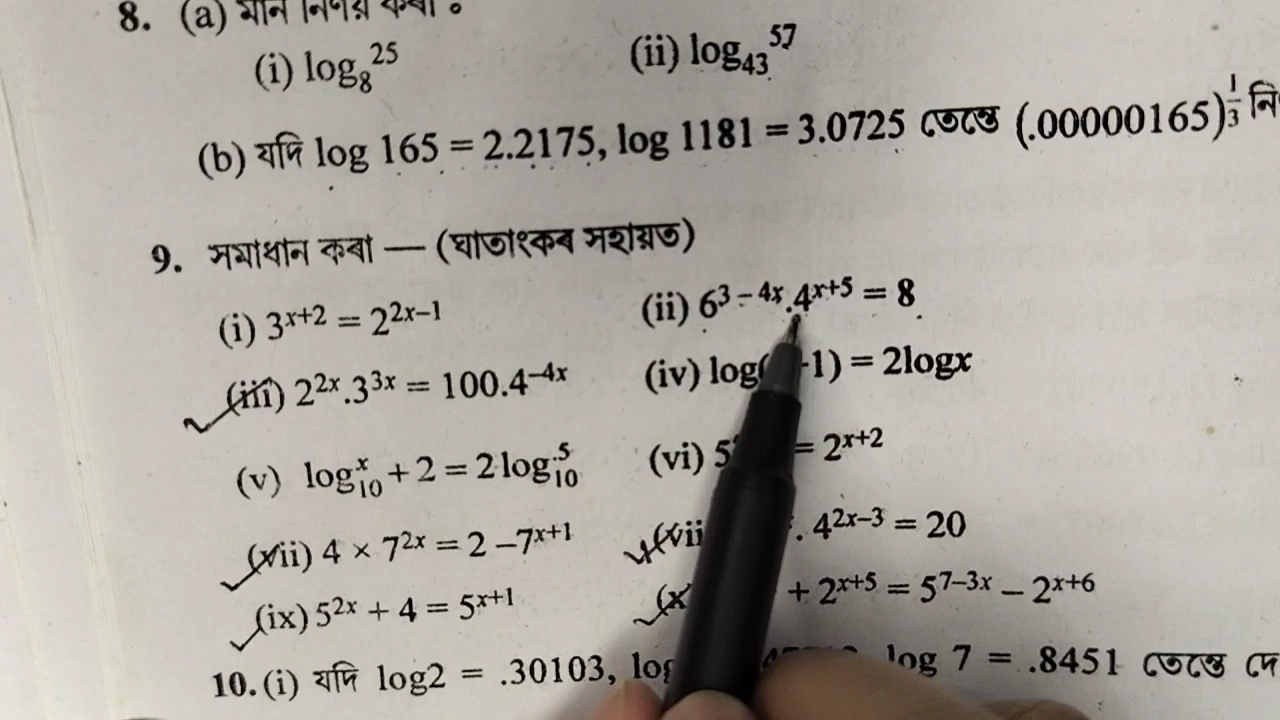 8. (a) মান নিৰ্ণয় কৰা ঃ
(i) log₈²⁵ (ii) log₄₃⁵⁷
(b) যদি log 165 = 2.2175, log 1181 = 3.0725 তেন্তে (.00000165)^{1/3}
9. সমাধান কৰা — (ঘাতাংকৰ সহায়ত)
(i) 3^{x+2} = 2^{2x–1} (ii) 6^{3 – 4x}.4^{x+5} = 8
(iii) 2^{2x}.3^{3x} = 100.4^{–4x} (iv) log( -1) = 2logx
(v) log₁₀^{x} + 2 = 2 log₁₀^{.5} (vi) 5 = 2^{x+2}
(vii) 4 × 7^{2x} = 2 –7^{x+1} . 4^{2x–3} = 20
(ix) 5^{2x} + 4 = 5^{x+1} (x + 2^{x+5} = 5^{7–3x} – 2^{x+6}
10. (i) যদি log2 = .30103, log log 7 = .8451 তেন্তে